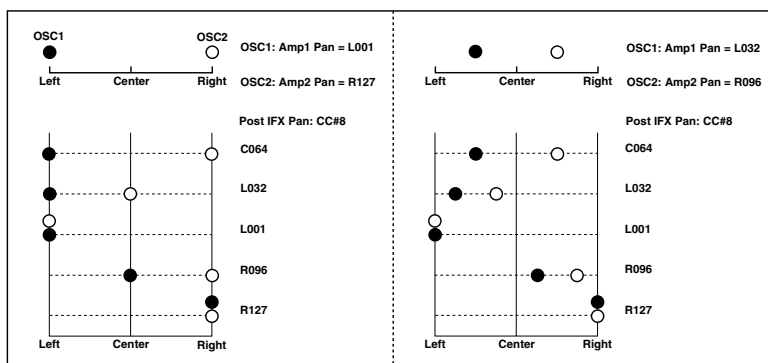 OSC1 OSC2
OSC1: Amp1 Pan = L001
Left Center Right
OSC2: Amp2 Pan = R127
Post IFX Pan: CC#8
C064
L032
L001
R096
R127
Left Center Right
OSC1: Amp1 Pan = L032
Left Center Right
OSC2: Amp2 Pan = R096
Post IFX Pan: CC#8
C064
L032
L001
R096
R127
Left Center Right